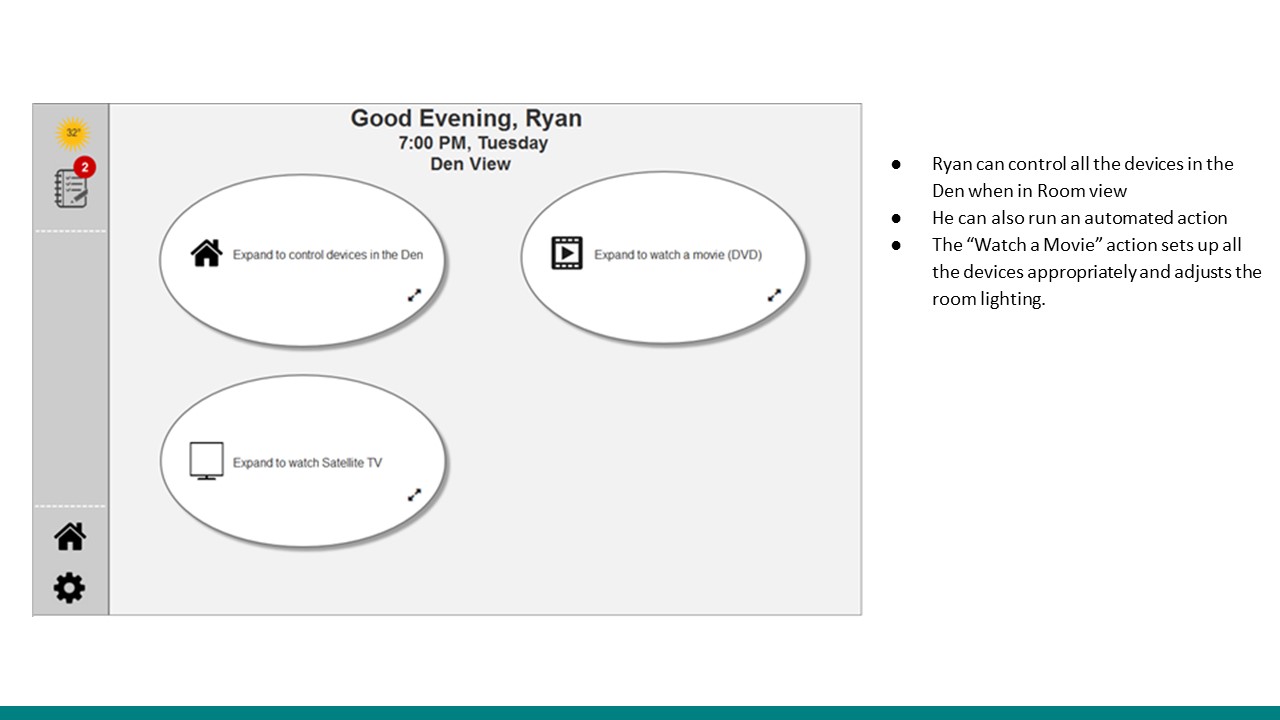 Good Evening, Ryan
7:00 PM, Tuesday
Den View
32°
2
Expand to control devices in the Den
Expand to watch a movie (DVD)
Expand to watch Satellite TV
● Ryan can control all the devices in the
Den when in Room view
● He can also run an automated action
● The “Watch a Movie” action sets up all
the devices appropriately and adjusts the
room lighting.